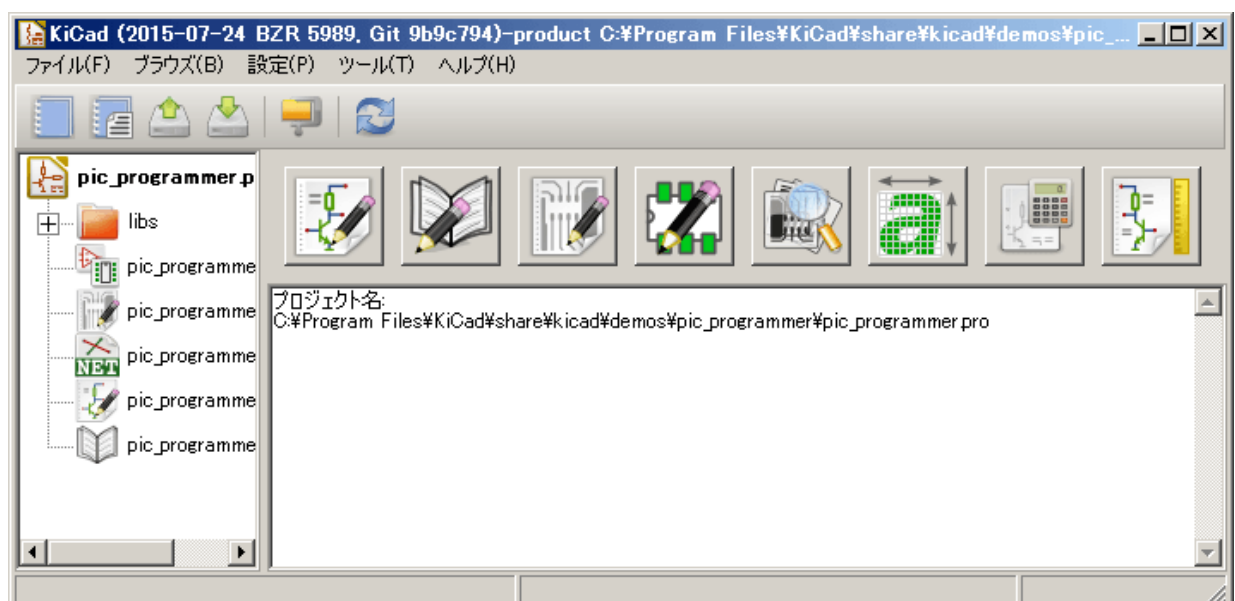 KiCad (2015-07-24 BZR 5989, Git 9b9c794)-product C:¥Program Files¥KiCad¥share¥kicad¥demos¥pic_...
ファイル(F) ブラウズ(B) 設定(P) ツール(T) ヘルプ(H)
pic_programmer.p
libs
pic_programme
pic_programme
NET pic_programme
pic_programme
pic_programme
a
プロジェクト名:
C:¥Program Files¥KiCad¥share¥kicad¥demos¥pic_programmer¥pic_programmer.pro